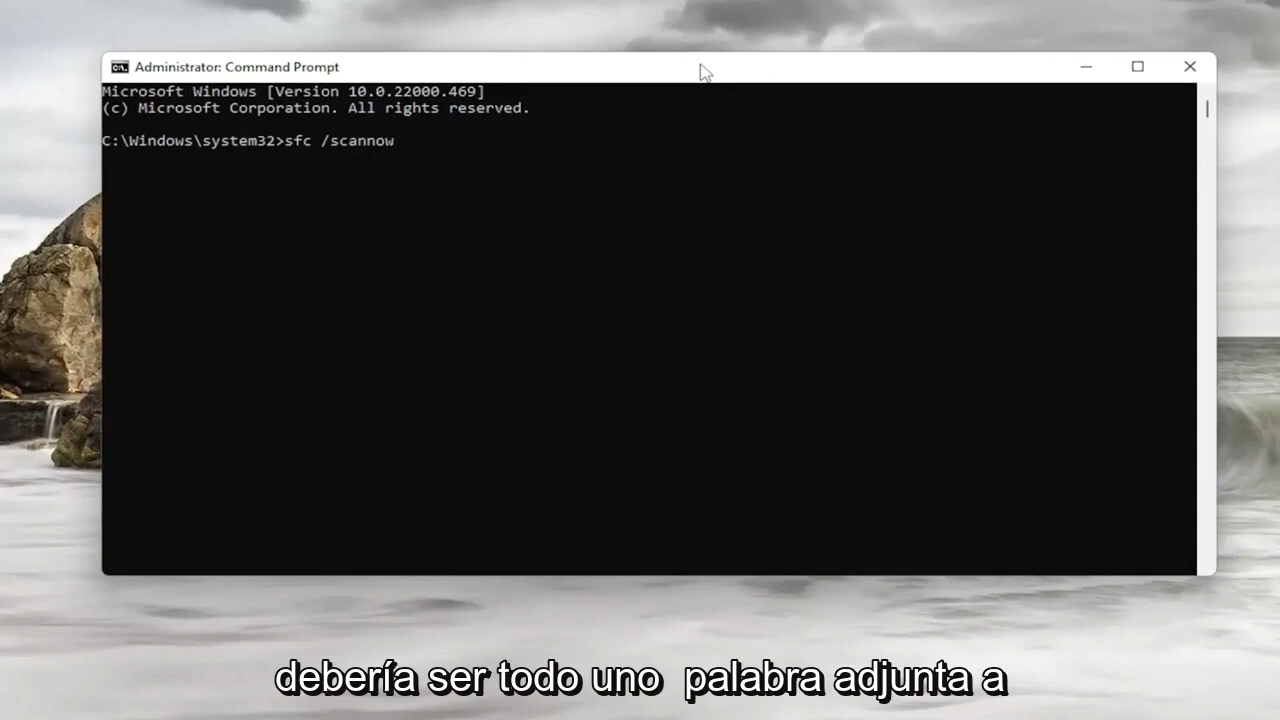 Administrator: Command Prompt
Microsoft Windows [Version 10.0.22000.469]
(c) Microsoft Corporation. All rights reserved.
C:\Windows\system32>sfc /scannow
debería ser todo uno  palabra adjunta a